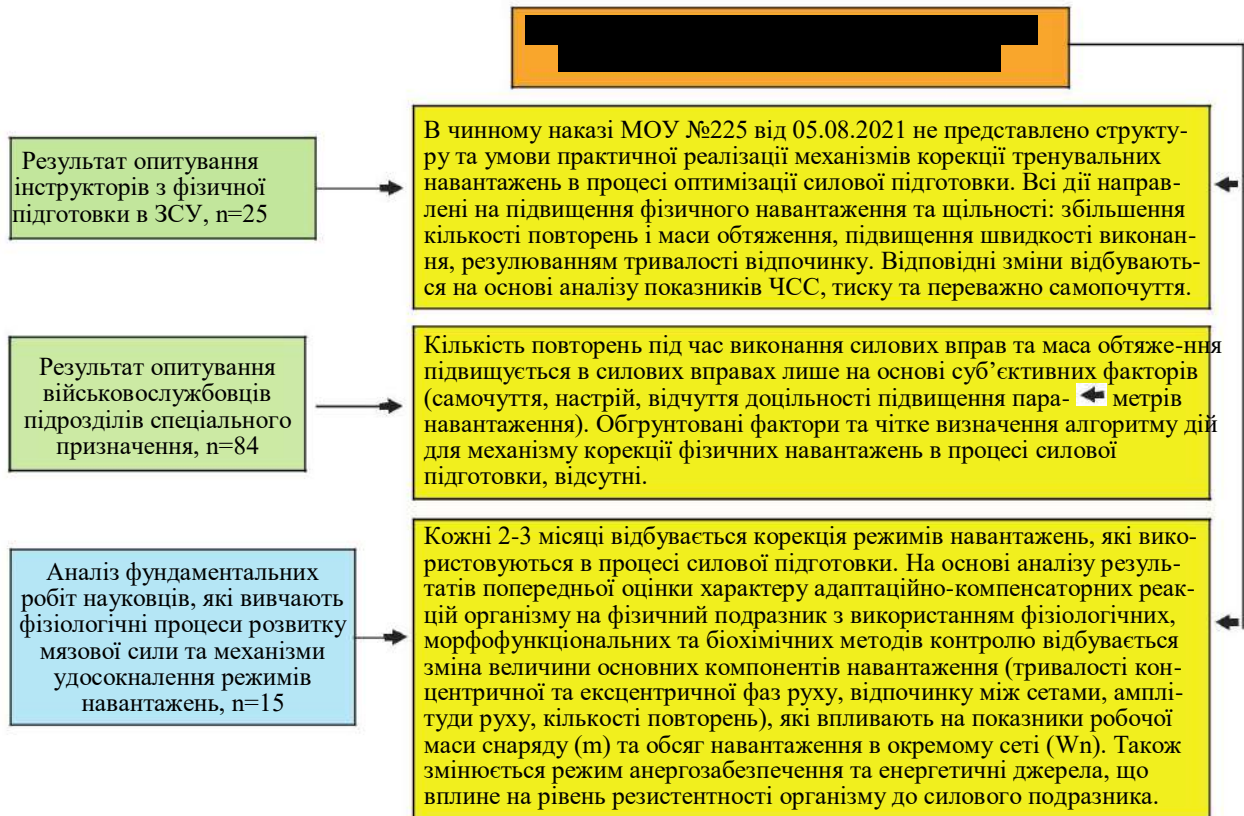 Результат опитування
інструкторів з фізичної
підготовки в ЗСУ, n=25
В чинному наказі МОУ №225 від 05.08.2021 не представлено структу-
ру та умови практичної реалізації механізмів корекції тренувальних
навантажень в процесі оптимізації силової підготовки. Всі дії направ-
лені на підвищення фізичного навантаження та щільності: збільшення
кількості повторень і маси обтяження, підвищення швидкості виконан-
ня, резулюванням тривалості відпочинку. Відповідні зміни відбувають-
ся на основі аналізу показників ЧСС, тиску та переважно самопочуття.
Результат опитування
військовослужбовців
підрозділів спеціального
призначення, n=84
Кількість повторень під час виконання силових вправ та маса обтяже-ння
підвищується в силових вправах лише на основі суб’єктивних факторів
(самочуття, настрій, відчуття доцільності підвищення пара- метрів
навантаження). Обгрунтовані фактори та чітке визначення алгоритму дій
для механізму корекції фізичних навантажень в процесі силової
підготовки, відсутні.
Аналіз фундаментальних
робіт науковців, які вивчають
фізіологічні процеси розвитку
мязової сили та механізми
удосокналення режимів
навантажень, n=15
Кожні 2-3 місяці відбувається корекція режимів навантажень, які вико-
ристовуються в процесі силової підготовки. На основі аналізу резуль-
татів попередньої оцінки характеру адаптаційно-компенсаторних реак-
цій організму на фізичний подразник з використанням фізіологічних,
морфофункціональних та біохімічних методів контролю відбувається
зміна величини основних компонентів навантаження (тривалості кон-
центричної та ексцентричної фаз руху, відпочинку між сетами, амплі-
туди руху, кількості повторень), які впливають на показники робочої
маси снаряду (m) та обсяг навантаження в окремому сеті (Wn). Також
змінюється режим анергозабезпечення та енергетичні джерела, що
вплине на рівень резистентності організму до силового подразника.